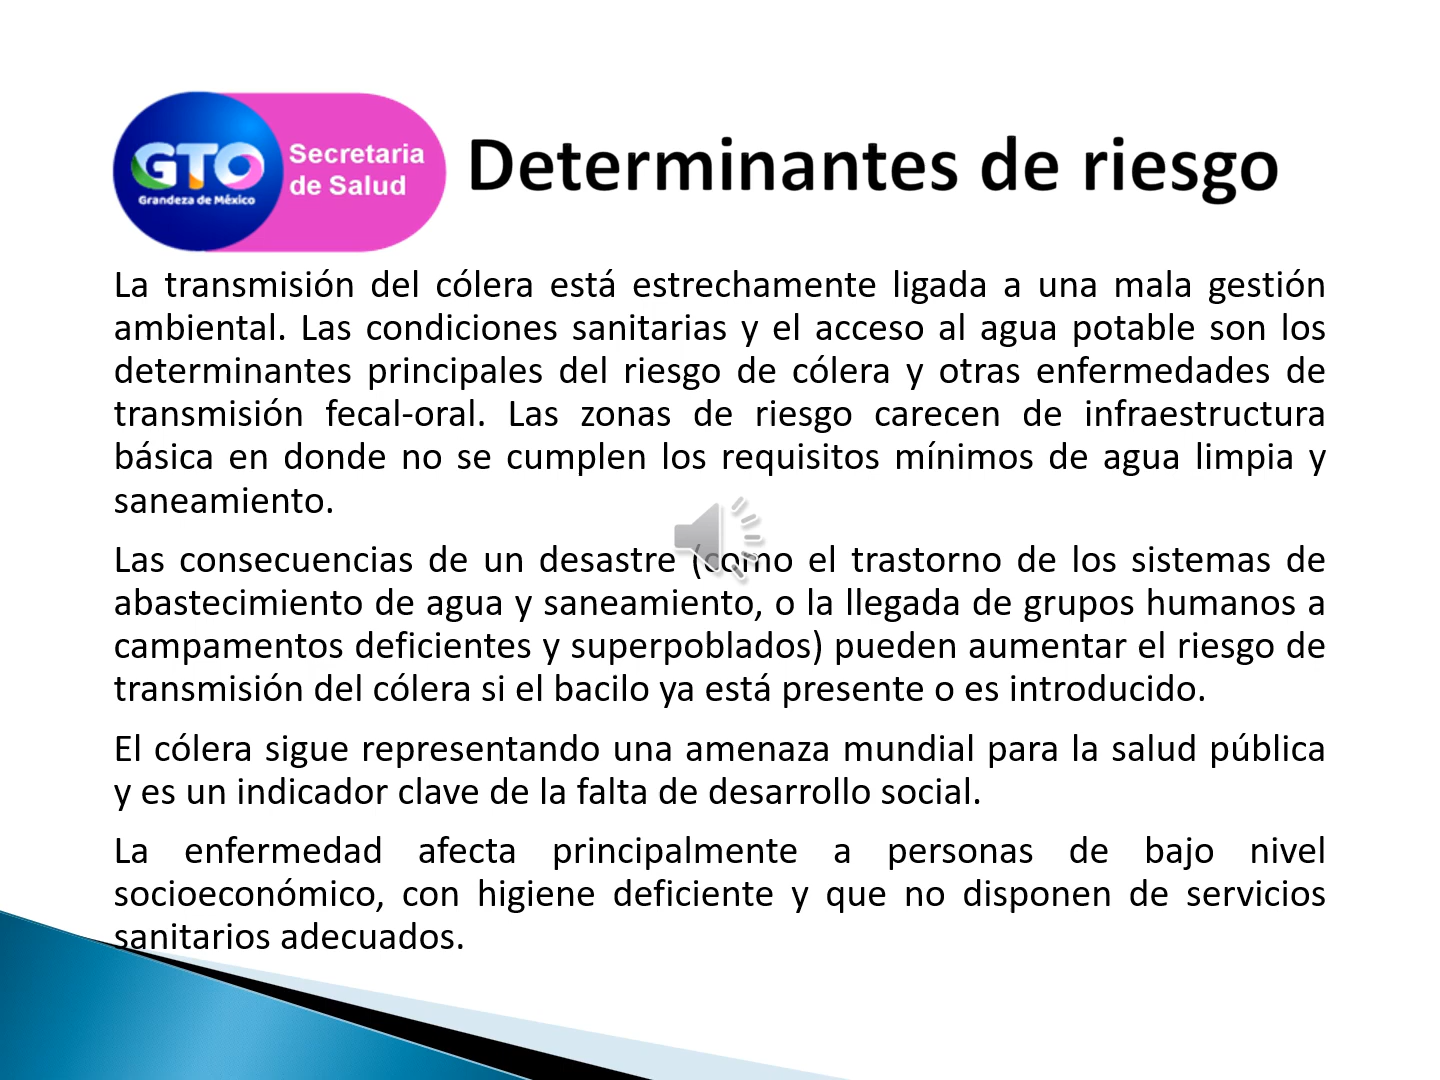 GTO
Grandeza de México
Secretaria
de Salud
Determinantes de riesgo
La transmisión del cólera está estrechamente ligada a una mala gestión
ambiental. Las condiciones sanitarias y el acceso al agua potable son los
determinantes principales del riesgo de cólera y otras enfermedades de
transmisión fecal-oral. Las zonas de riesgo carecen de infraestructura
básica en donde no se cumplen los requisitos mínimos de agua limpia y
saneamiento.
Las consecuencias de un desastre (como el trastorno de los sistemas de
abastecimiento de agua y saneamiento, o la llegada de grupos humanos a
campamentos deficientes y superpoblados) pueden aumentar el riesgo de
transmisión del cólera si el bacilo ya está presente o es introducido.
El cólera sigue representando una amenaza mundial para la salud pública
y es un indicador clave de la falta de desarrollo social.
La enfermedad afecta principalmente a personas de bajo nivel
socioeconómico, con higiene deficiente y que no disponen de servicios
sanitarios adecuados.